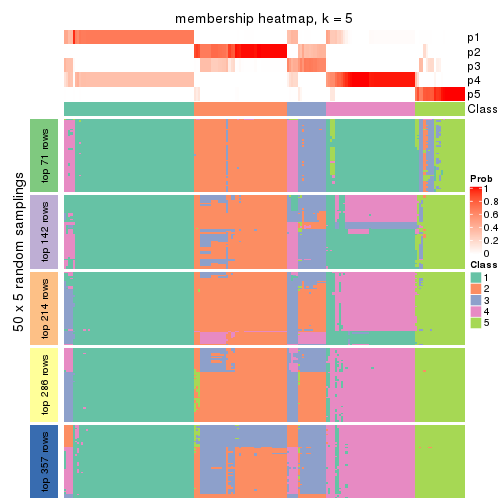 membership heatmap, k = 5
p1
p2
p3
p4
p5
Class
50 x 5 random samplings
top 71 rows
top 142 rows
top 214 rows
top 286 rows
top 357 rows
Prob
1
0.8
0.6
0.4
0.2
0
Class
1
2
3
4
5